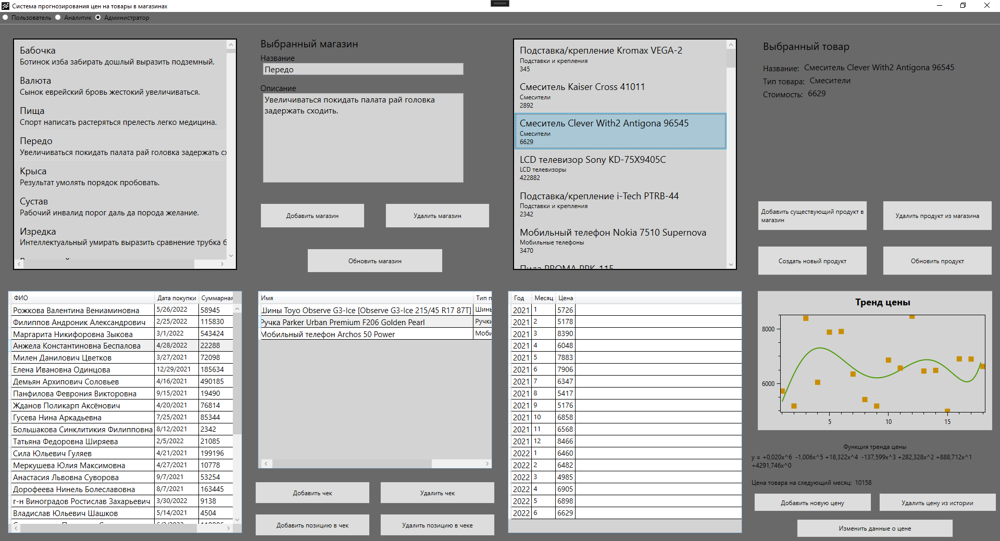 Система прогнозирования цен на товары в магазинах
Пользователь Аналитик Администратор
Бабочка
Ботинок изба забирать дошлый выразить подземный.
Валюта
Сынок еврейский бровь жестокий увеличиваться.
Пища
Спорт написать растеряться прелесть легко медицина.
Передо
Увеличиваться покидать палата рай головка задержать сх
Крыса
Результат умолять порядок пробовать.
Сустав
Рабочий инвалид порог даль да порода желание.
Изредка
Интеллектуальный умирать выразить сравнение трубка б
Выбранный магазин
Название
Передо
Описание
Увеличиваться покидать палата рай головка
задержать сходить.
Добавить магазин
Удалить магазин
Обновить магазин
Подставка/крепление Kromax VEGA-2
Подставки и крепления
345
Смеситель Kaiser Cross 41011
Смесители
2892
Смеситель Clever With2 Antigona 96545
Смесители
6629
LCD телевизор Sony KD-75X9405C
LCD телевизоры
422882
Подставка/крепление i-Tech PTRB-44
Подставки и крепления
2342
Мобильный телефон Nokia 7510 Supernova
Мобильные телефоны
3470
Пила PROMA PPK-115
Выбранный товар
Название: Смеситель Clever With2 Antigona 96545
Тип товара: Смесители
Стоимость: 6629
Добавить существующий продукт в
магазин
Удалить продукт из магазина
Создать новый продукт
Обновить продукт
ФИО Дата покупки Суммарная
Рожкова Валентина Вениаминовна 5/26/2022 58945
Филиппов Андроник Александрович 2/25/2022 115830
Маргарита Никифоровна Зыкова 3/1/2022 543424
Анжела Константиновна Беспалова 4/28/2022 22288
Милен Данилович Цветков 3/27/2021 72098
Елена Ивановна Одинцова 12/29/2021 185634
Демьян Архипович Соловьев 4/16/2021 490185
Панфилова Феврония Викторовна 9/15/2021 19490
Жданов Поликарп Аксёнович 4/20/2021 76814
Гусева Нина Аркадьевна 7/25/2021 85344
Большакова Синклитикия Филипповна 8/12/2021 2342
Татьяна Федоровна Ширяева 2/5/2022 21085
Сила Юльевич Гуляев 4/21/2021 199196
Меркушева Юлия Максимовна 4/27/2021 10778
Анастасия Львовна Суворова 9/7/2021 53254
Дорофеева Нинель Болеславовна 8/7/2021 163445
г-н Виноградов Ростислав Захарьевич 3/30/2022 9138
Владислав Юльевич Шашков 5/14/2021 4504
Имя Тип п
Шины Toyo Observe G3-Ice [Observe G3-Ice 215/45 R17 87T] Шины
Ручка Parker Urban Premium F206 Golden Pearl Ручки
Мобильный телефон Archos 50 Power Моби
Добавить чек
Удалить чек
Добавить позицию в чек
Удалить позицию в чеке
Год Месяц Цена
2021 1 5726
2021 2 5178
2021 3 8390
2021 4 6048
2021 5 7883
2021 6 7906
2021 7 6347
2021 8 5417
2021 9 5176
2021 10 6858
2021 11 6568
2021 12 8466
2022 1 6460
2022 2 6482
2022 3 4985
2022 4 6905
2022 5 6898
2022 6 6629
Тренд цены
8000
6000
5 10 15
Функция тренда цены
y = +0,020x^6 -1,006x^5 +18,322x^4 -137,599x^3 +282,328x^2 +888,712x^1
+4291,746x^0
Цена товара на следующий месяц: 10158
Добавить новую цену
Удалить цену из истории
Изменить данные о цене